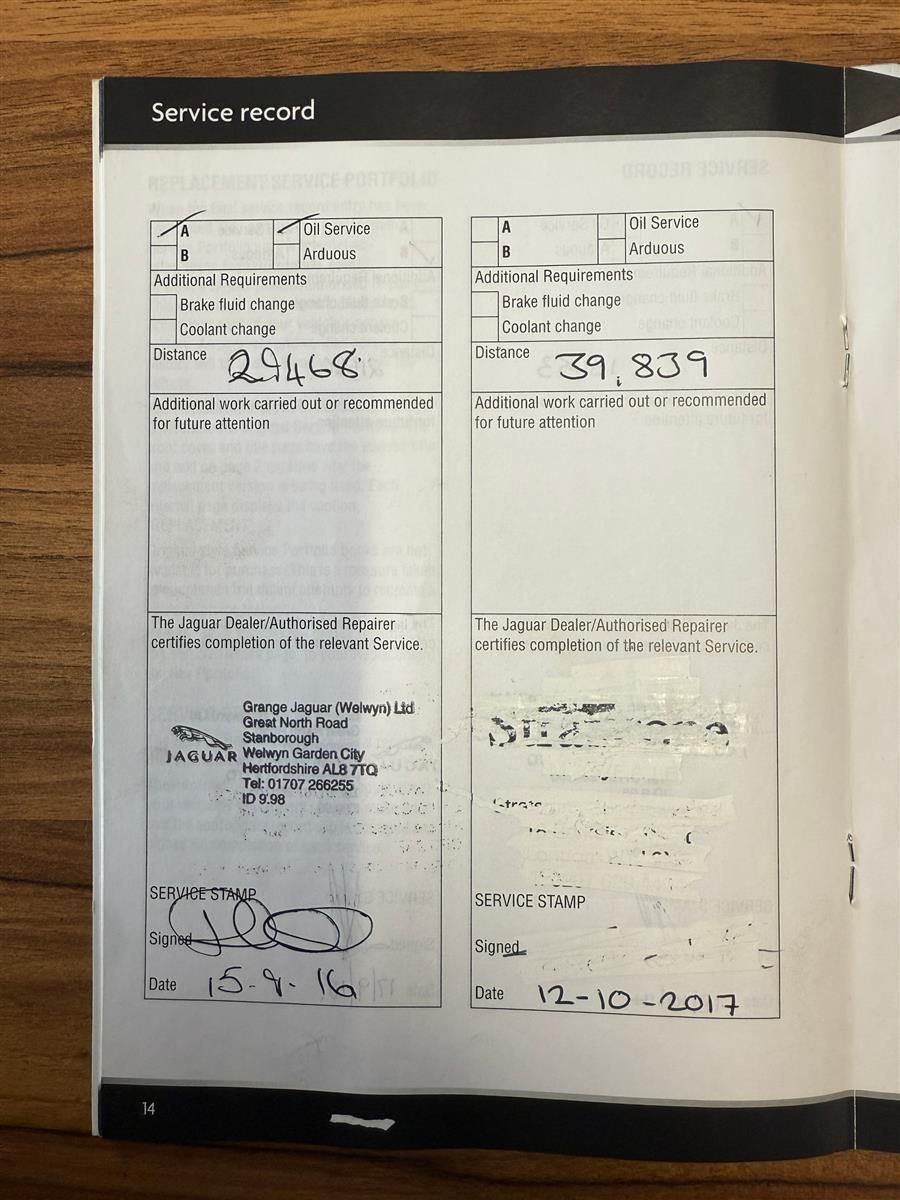 Service record
A
Oil Service
B
Arduous
Additional Requirements
Brake fluid change
Coolant change
Distance 29468
Additional work carried out or recommended
for future attention
The Jaguar Dealer/Authorised Repairer
certifies completion of the relevant Service.
Grange Jaguar (Welwyn) Ltd
Great North Road
Stanborough
JAGUAR Welwyn Garden City
Hertfordshire AL8 7TQ
Tel: 01707 266255
ID 9.98
SERVICE STAMP
Signed
Date 15-9-16
A
Oil Service
B
Arduous
Additional Requirements
Brake fluid change
Coolant change
Distance 39,839
Additional work carried out or recommended
for future attention
The Jaguar Dealer/Authorised Repairer
certifies completion of the relevant Service.
SERVICE STAMP
Signed
Date 12-10-2017
14